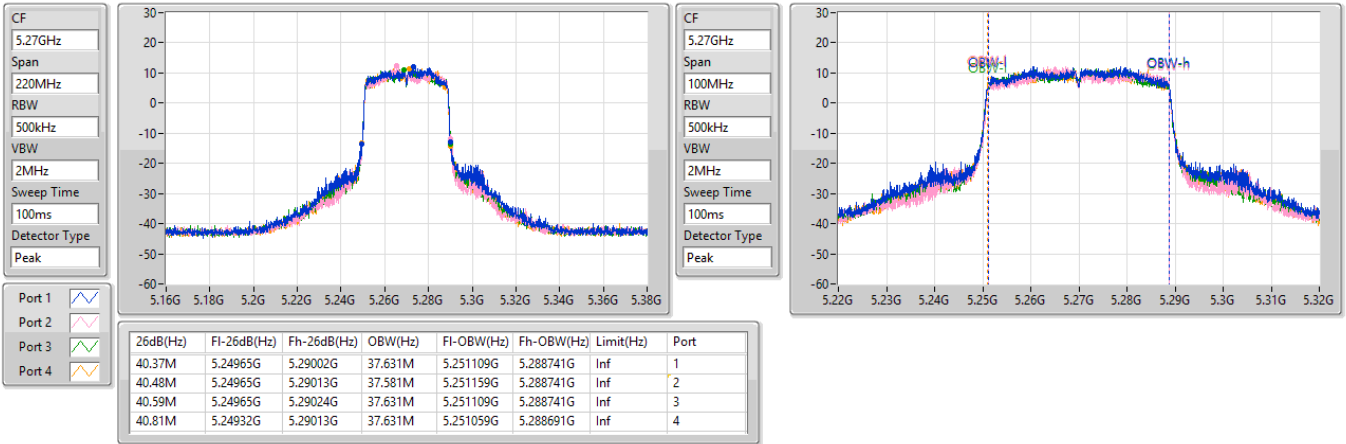 CF
5.27GHz
Span
220MHz
RBW
500kHz
VBW
2MHz
Sweep Time
100ms
Detector Type
Peak
30
20
10
0
-10
-20
-30
-40
-50
-60
5.16G 5.18G 5.2G 5.22G 5.24G 5.26G 5.28G 5.3G 5.32G 5.34G 5.36G 5.38G
CF
5.27GHz
Span
100MHz
RBW
500kHz
VBW
2MHz
Sweep Time
100ms
Detector Type
Peak
30
20
10
0
-10
-20
-30
-40
-50
-60
OBW-l OBW-h
5.22G 5.23G 5.24G 5.25G 5.26G 5.27G 5.28G 5.29G 5.3G 5.31G 5.32G
Port 1
Port 2
Port 3
Port 4
26dB(Hz) Fl-26dB(Hz) Fh-26dB(Hz) OBW(Hz) Fl-OBW(Hz) Fh-OBW(Hz) Limit(Hz) Port
40.37M 5.24965G 5.29002G 37.631M 5.251109G 5.288741G Inf 1
40.48M 5.24965G 5.29013G 37.581M 5.251159G 5.288741G Inf 2
40.59M 5.24965G 5.29024G 37.631M 5.251109G 5.288741G Inf 3
40.81M 5.24932G 5.29013G 37.631M 5.251059G 5.288691G Inf 4